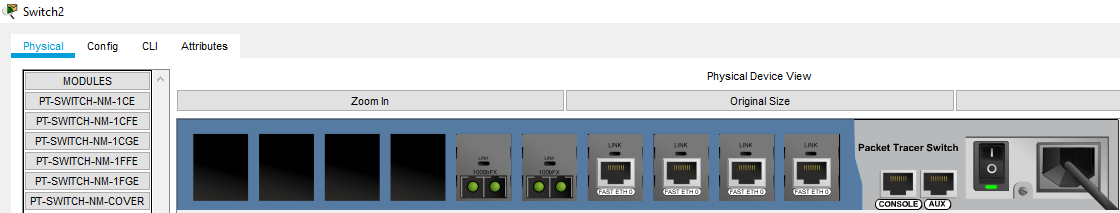 Switch2
Physical Config CLI Attributes
MODULES
PT-SWITCH-NM-1CE
PT-SWITCH-NM-1CFE
PT-SWITCH-NM-1CGE
PT-SWITCH-NM-1FFE
PT-SWITCH-NM-1FGE
PT-SWITCH-NM-COVER
Physical Device View
Zoom In Original Size
LINK LINK LINK LINK LINK LINK
100bFX 100bFX
FAST ETH 0 FAST ETH 0 FAST ETH 0 FAST ETH 0
Packet Tracer Switch
CONSOLE AUX